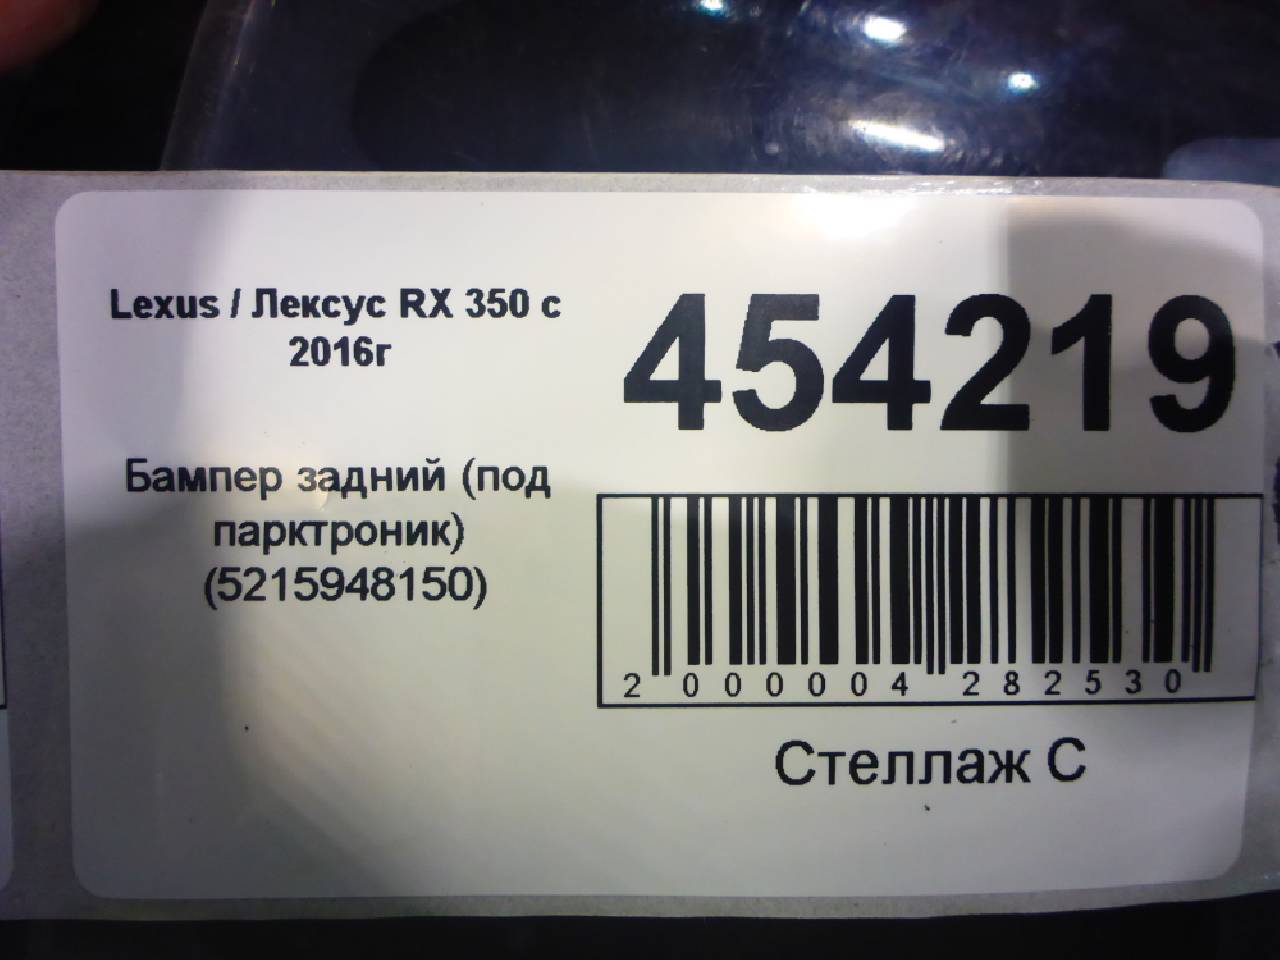 Lexus / Лексус RX 350 с
2016г
Бампер задний (под
парктроник)
(5215948150)
454219
2 000004 282530
Стеллаж С